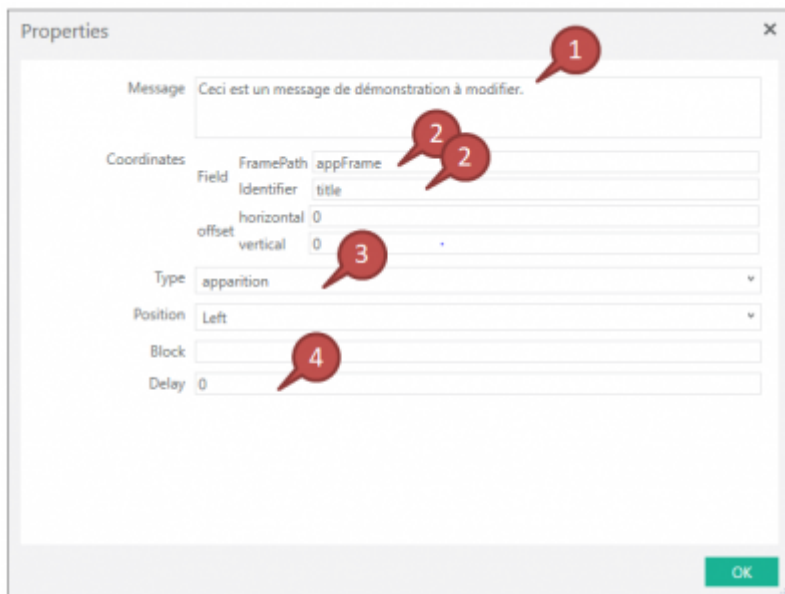 Properties ×
1
Message Ceci est un message de démonstration à modifier.
2
2
Coordinates Field FramePath appFrame
Identifier title
offset horizontal 0
vertical 0
3
Type apparition
Position Left
Block
4
Delay 0
OK